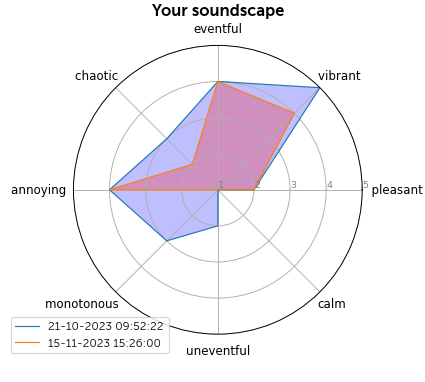 Your soundscape
eventful
chaotic
vibrant
annoying
1 2 3 4 5
pleasant
monotonous
calm
21-10-2023 09:52:22
15-11-2023 15:26:00
uneventful